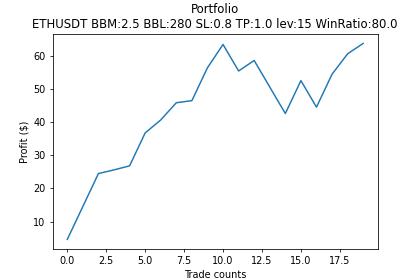 Portfolio
ETHUSDT BBM:2.5 BBL:280 SL:0.8 TP:1.0 lev:15 WinRatio:80.0
60
50
40
30
20
10
Profit ($)
0.0 2.5 5.0 7.5 10.0 12.5 15.0 17.5
Trade counts